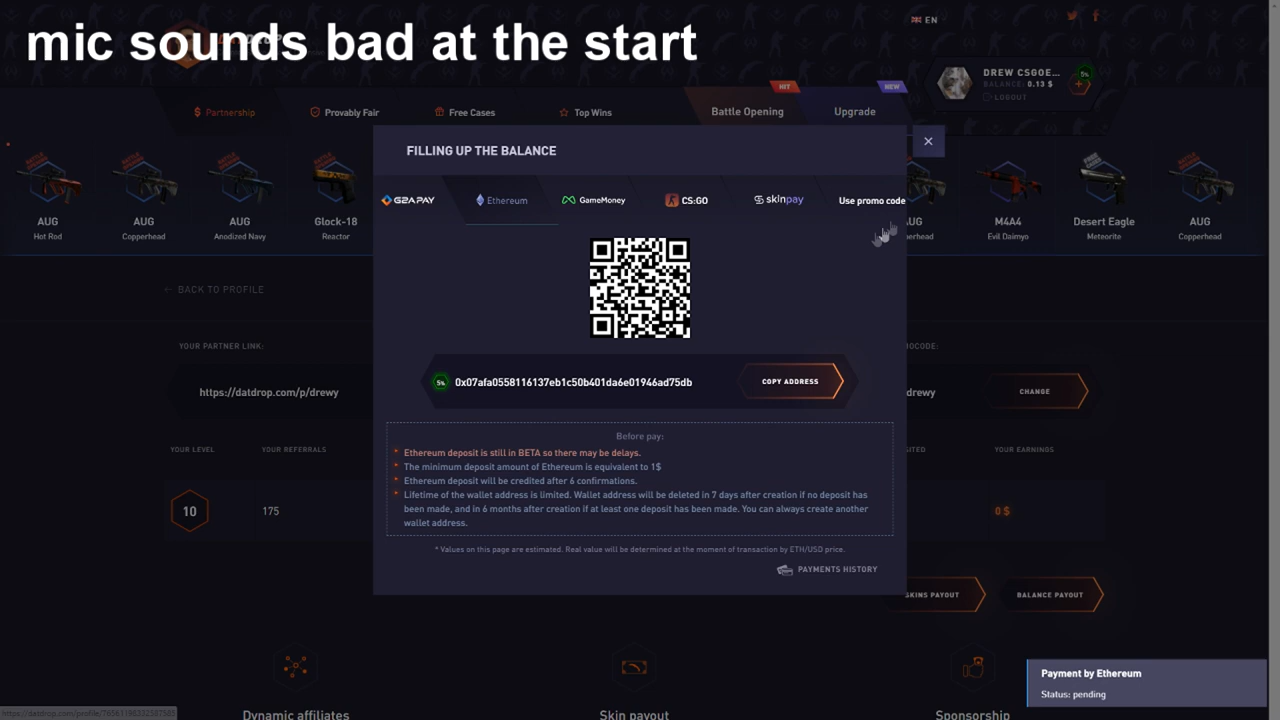 mic sounds bad at the start
EN
DREW CSGOE...
5%
BALANCE: 0.13 $
LOGOUT
HIT
NEW
Partnership
Provably Fair
Free Cases
Top Wins
Battle Opening
Upgrade
FILLING UP THE BALANCE
G2A PAY
Ethereum
GameMoney
CS:GO
skinpay
Use promo code
AUG
Hot Rod
AUG
Copperhead
AUG
Anodized Navy
Glock-18
Reactor
AUG
perhead
M4A4
Evil Daimyo
Desert Eagle
Meteorite
AUG
Copperhead
← BACK TO PROFILE
YOUR PARTNER LINK:
OCODE:
https://datdrop.com/p/drewy
5%
0x07afa0558116137eb1c50b401da6e01946ad75db
COPY ADDRESS
drewy
CHANGE
Before pay:
Ethereum deposit is still in BETA so there may be delays.
The minimum deposit amount of Ethereum is equivalent to 1$
Ethereum deposit will be credited after 6 confirmations.
Lifetime of the wallet address is limited. Wallet address will be deleted in 7 days after creation if no deposit has
been made, and in 6 months after creation if at least one deposit has been made. You can always create another
wallet address.
* Values on this page are estimated. Real value will be determined at the moment of transaction by ETH/USD price.
PAYMENTS HISTORY
YOUR LEVEL
YOUR REFERRALS
ITED
YOUR EARNINGS
10
175
0 $
SKINS PAYOUT
BALANCE PAYOUT
Payment by Ethereum
Status: pending
Dynamic affiliates
Skin payout
Sponsorship